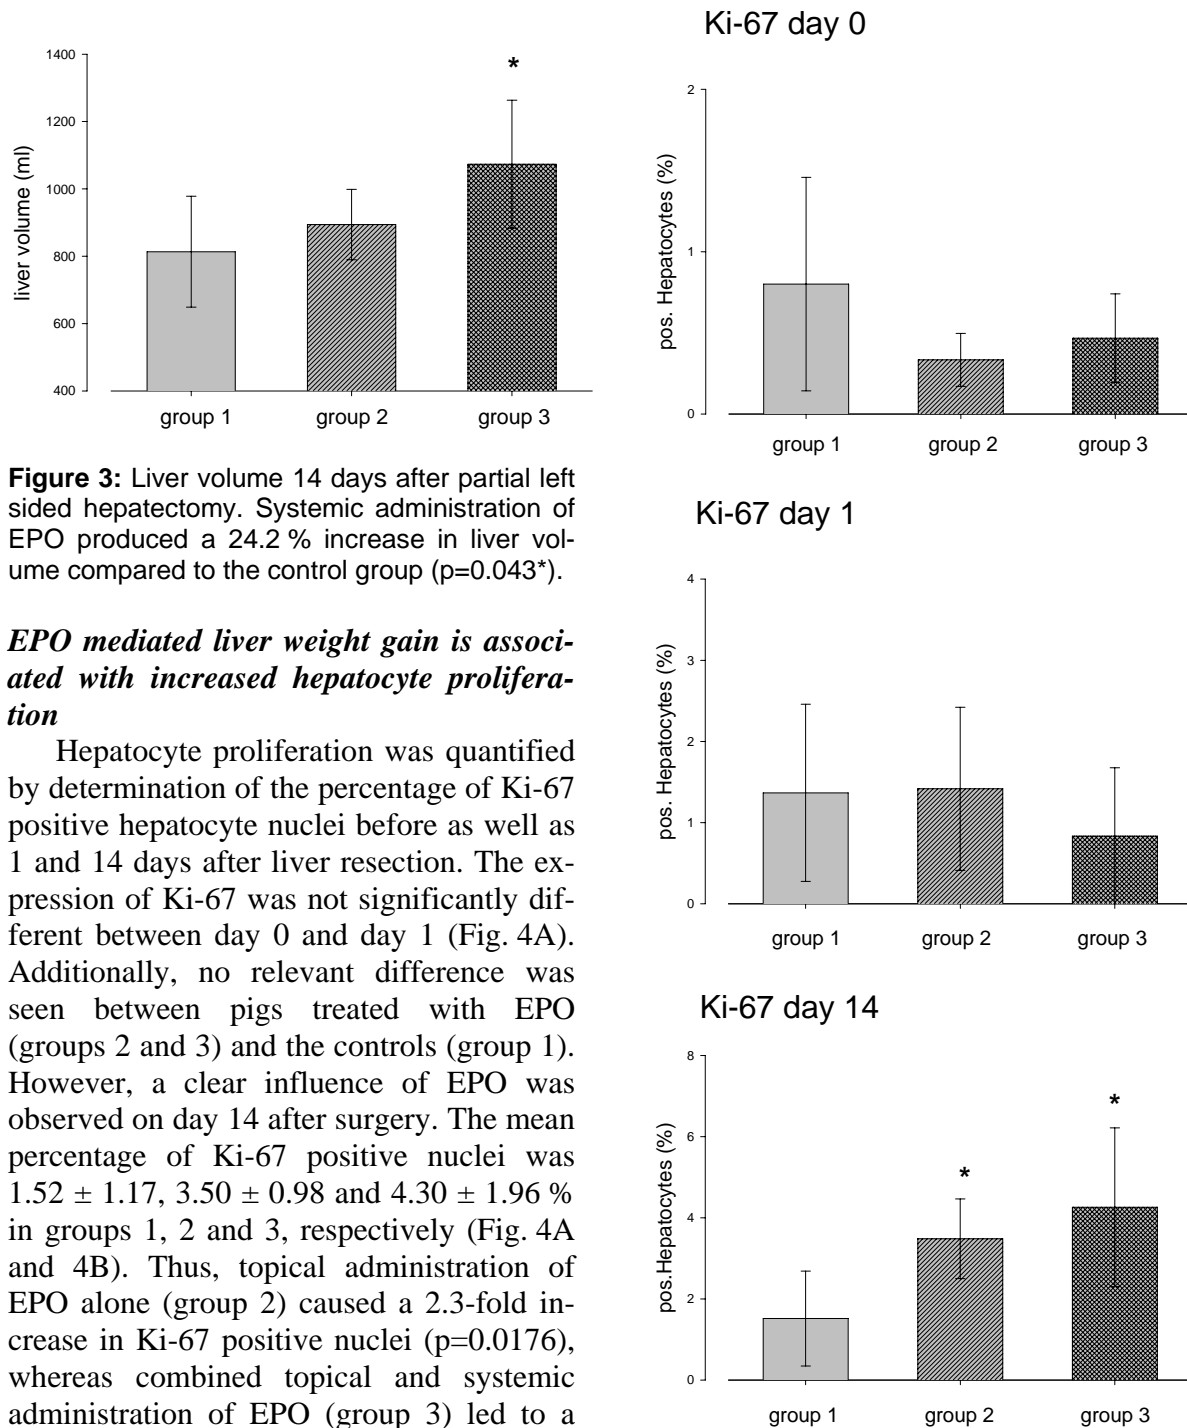 1400
1200
1000
800
600
400
liver volume (ml)
*
group 1
group 2
group 3
Figure 3: Liver volume 14 days after partial left
sided hepatectomy. Systemic administration of
EPO produced a 24.2 % increase in liver vol-
ume compared to the control group (p=0.043*).
EPO mediated liver weight gain is associ-
ated with increased hepatocyte prolifera-
tion
Hepatocyte proliferation was quantified
by determination of the percentage of Ki-67
positive hepatocyte nuclei before as well as
1 and 14 days after liver resection. The ex-
pression of Ki-67 was not significantly dif-
ferent between day 0 and day 1 (Fig. 4A).
Additionally, no relevant difference was
seen between pigs treated with EPO
(groups 2 and 3) and the controls (group 1).
However, a clear influence of EPO was
observed on day 14 after surgery. The mean
percentage of Ki-67 positive nuclei was
1.52 ± 1.17, 3.50 ± 0.98 and 4.30 ± 1.96 %
in groups 1, 2 and 3, respectively (Fig. 4A
and 4B). Thus, topical administration of
EPO alone (group 2) caused a 2.3-fold in-
crease in Ki-67 positive nuclei (p=0.0176),
whereas combined topical and systemic
administration of EPO (group 3) led to a
Ki-67 day 0
2
1
0
pos. Hepatocytes (%)
group 1
group 2
group 3
Ki-67 day 1
4
3
2
1
0
pos. Hepatocytes (%)
group 1
group 2
group 3
Ki-67 day 14
8
6
4
2
0
pos.Hepatocytes (%)
*
*
group 1
group 2
group 3